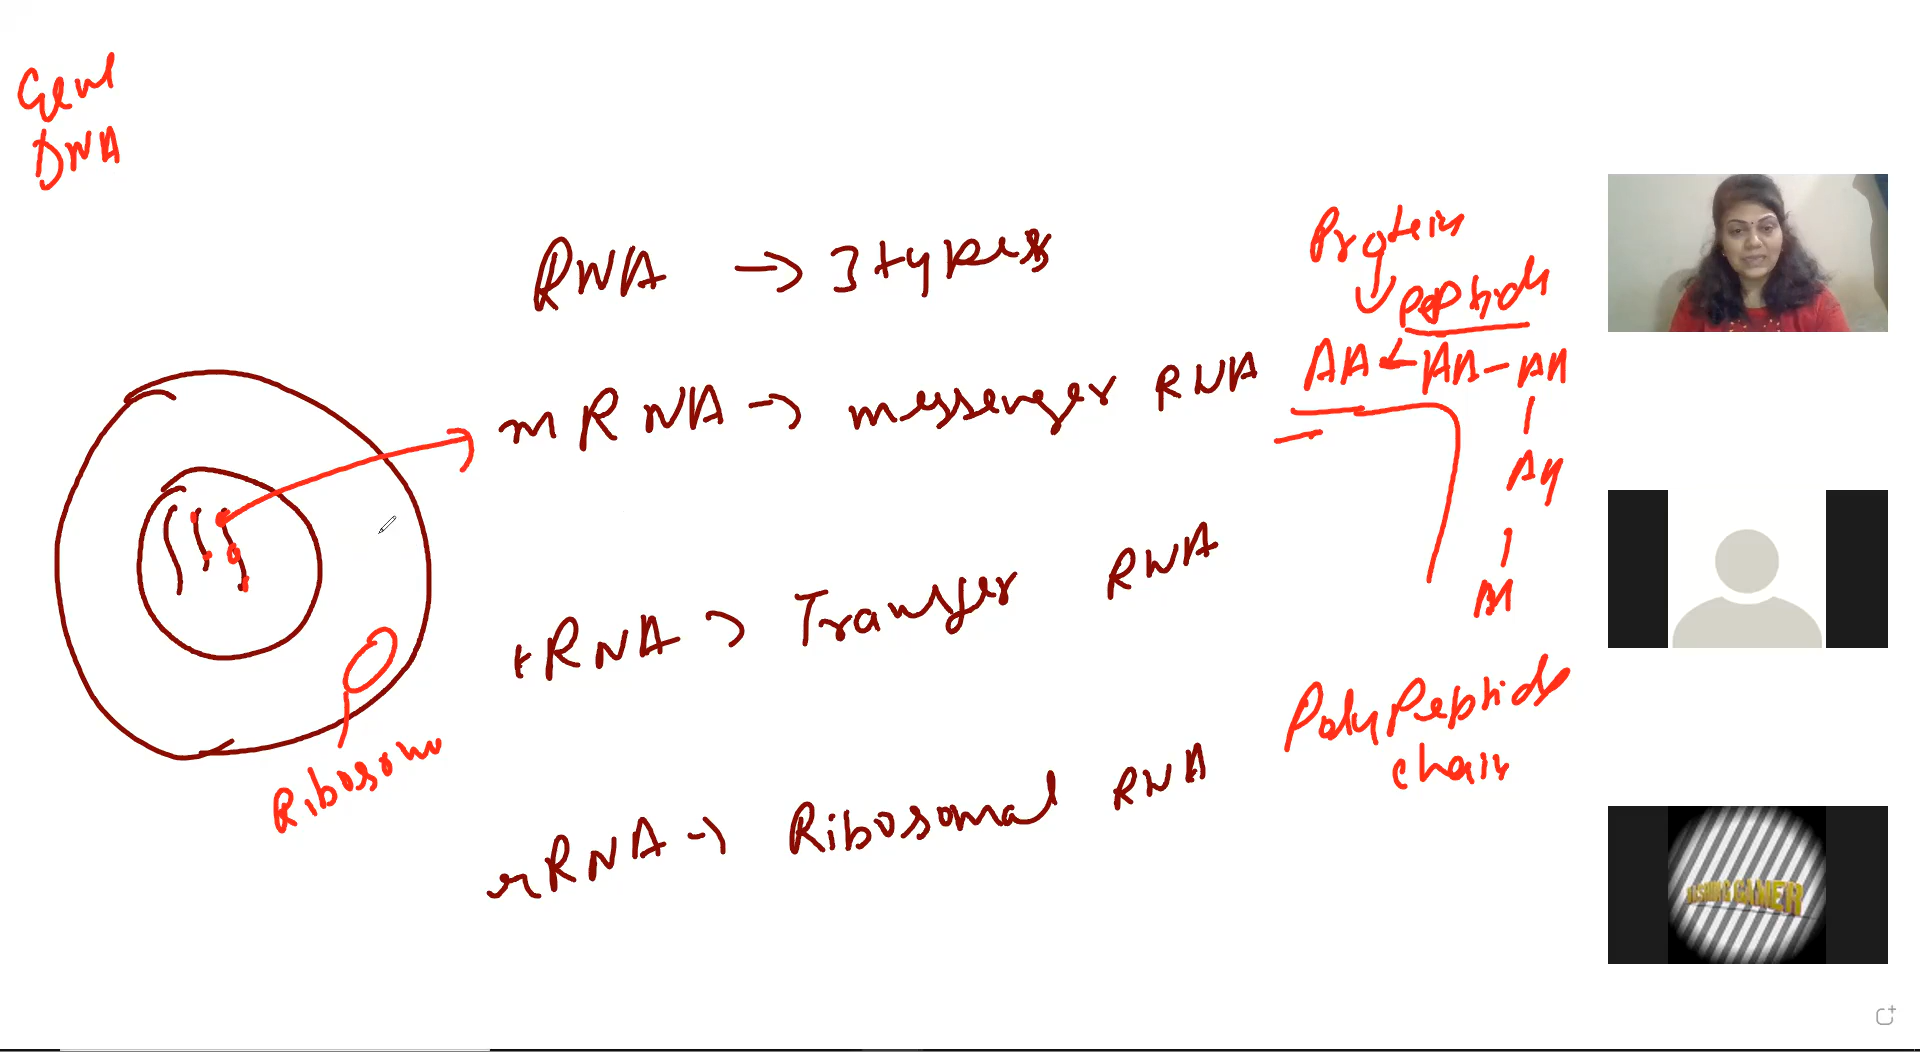 Gene
DNA
RNA → 3 types
mRNA → messenger RNA
tRNA → Transfer RNA
rRNA → Ribosomal RNA
Ribosome
Protein
peptide
AA - AA - AA
AA
AA
Polypeptide
chain
GAMER